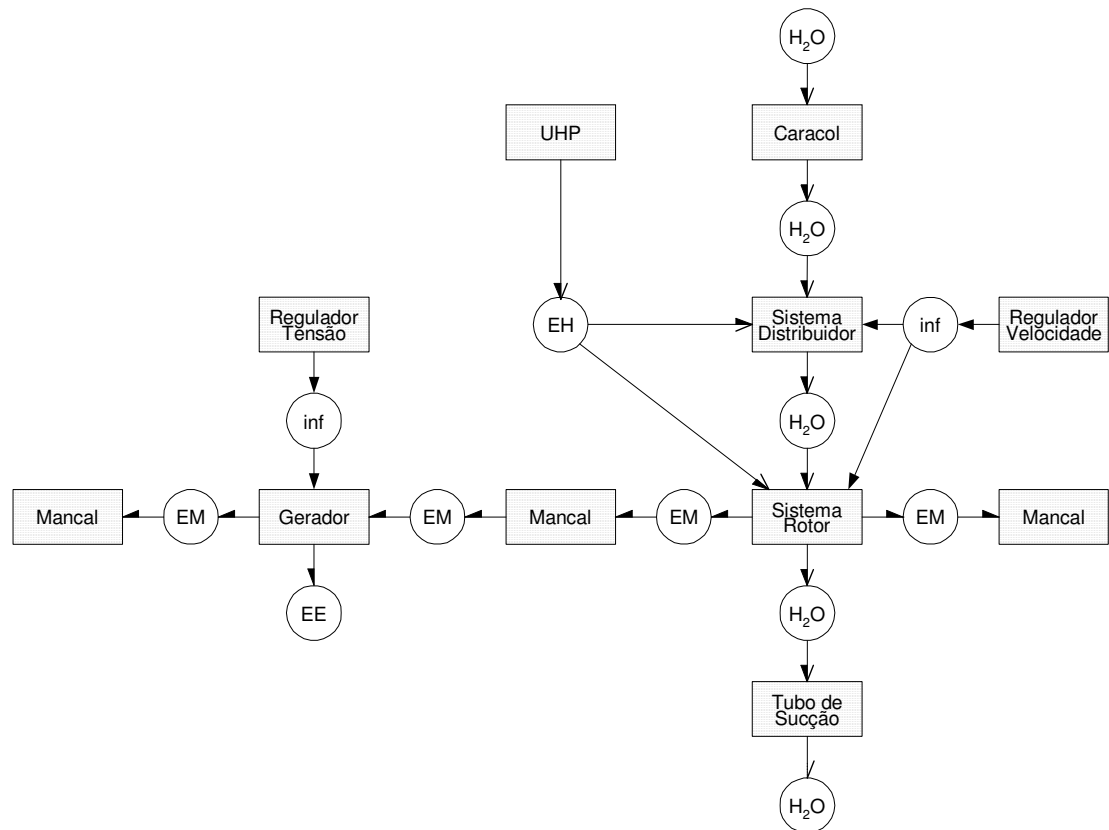 H₂O
UHP
Caracol
H₂O
Regulador
Tensão
EH
Sistema
Distribuidor
inf
Regulador
Velocidade
inf
H₂O
Mancal
EM
Gerador
EM
Mancal
EM
Sistema
Rotor
EM
Mancal
EE
H₂O
Tubo de
Sucção
H₂O